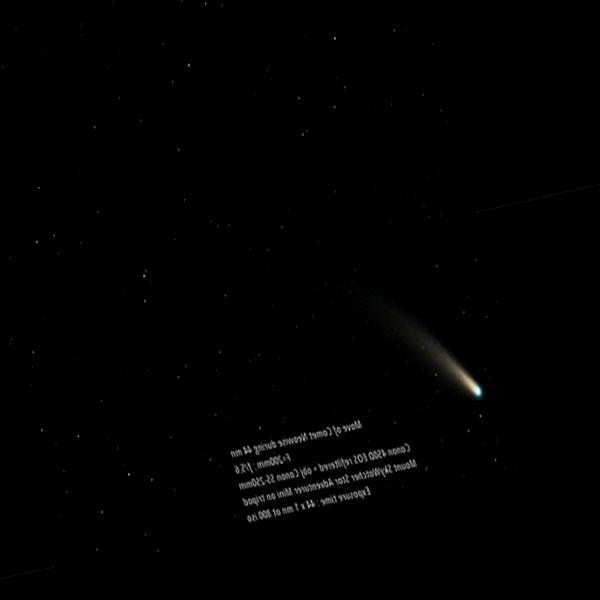 Move of Comet Neowise during 44 mn
F=200mm, f/5.6
Canon 450D EOS refiltered - obj. Canon 55-250mm
Mount SkyWatcher Star Adventurer Mini on tripod
Exposure time : 44 x 1 mn at 800 iso